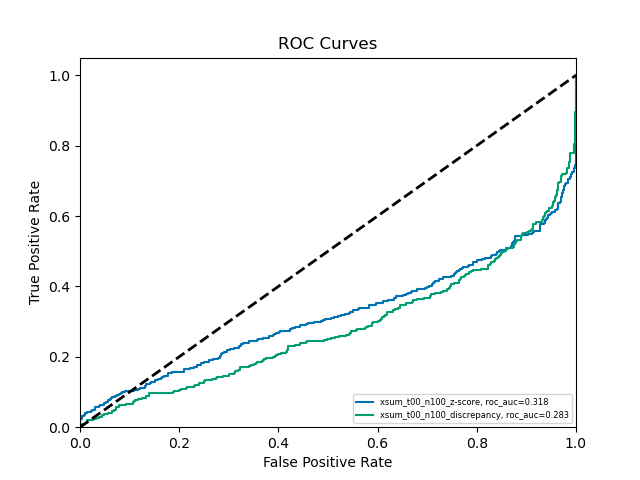 ROC Curves
True Positive Rate
1.0
0.8
0.6
0.4
0.2
0.0
0.0 0.2 0.4 0.6 0.8 1.0
False Positive Rate
xsum_t00_n100_z-score, roc_auc=0.318
xsum_t00_n100_discrepancy, roc_auc=0.283